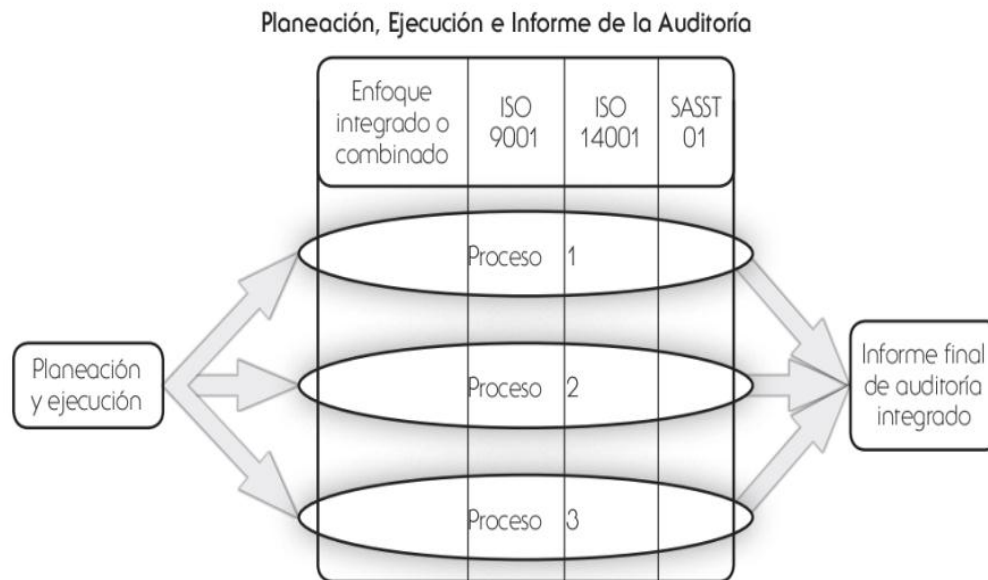 Planeación, Ejecución e Informe de la Auditoría
Enfoque
integrado o
combinado
ISO
9001
ISO
14001
SASST
01
Proceso 1
Planeación
y ejecución
Proceso 2
Informe final
de auditoría
integrado
Proceso 3